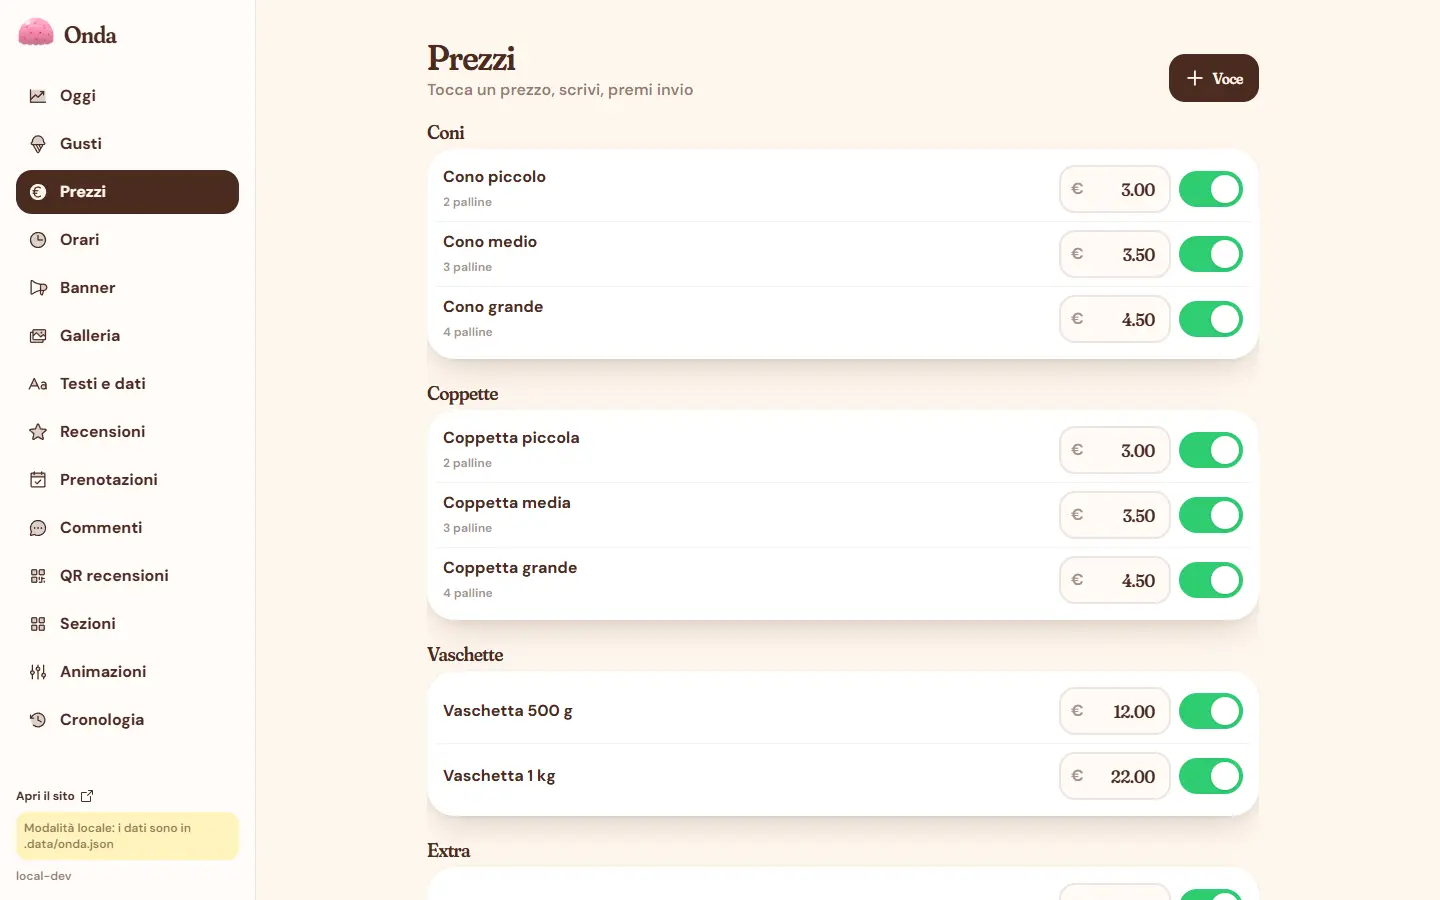 Onda
Oggi
Gusti
Prezzi
Orari
Banner
Galleria
Testi e dati
Recensioni
Prenotazioni
Commenti
QR recensioni
Sezioni
Animazioni
Cronologia
Apri il sito
Modalità locale: i dati sono in
.data/onda.json
local-dev
Prezzi
Tocca un prezzo, scrivi, premi invio
Voce
Coni
Cono piccolo
2 palline
€ 3.00
Cono medio
3 palline
€ 3.50
Cono grande
4 palline
€ 4.50
Coppette
Coppetta piccola
2 palline
€ 3.00
Coppetta media
3 palline
€ 3.50
Coppetta grande
4 palline
€ 4.50
Vaschette
Vaschetta 500 g
€ 12.00
Vaschetta 1 kg
€ 22.00
Extra